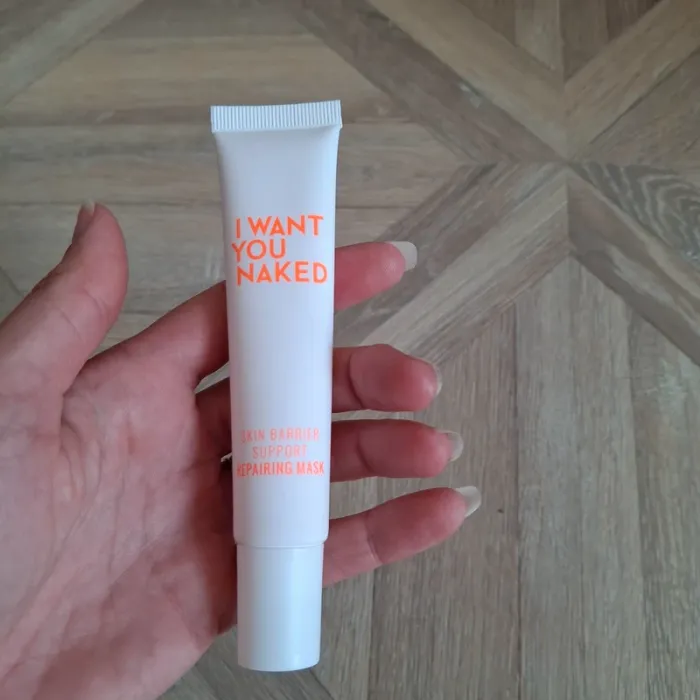 I WANT
YOU
NAKED
SKIN BARRIER
SUPPORT
REPAIRING MASK